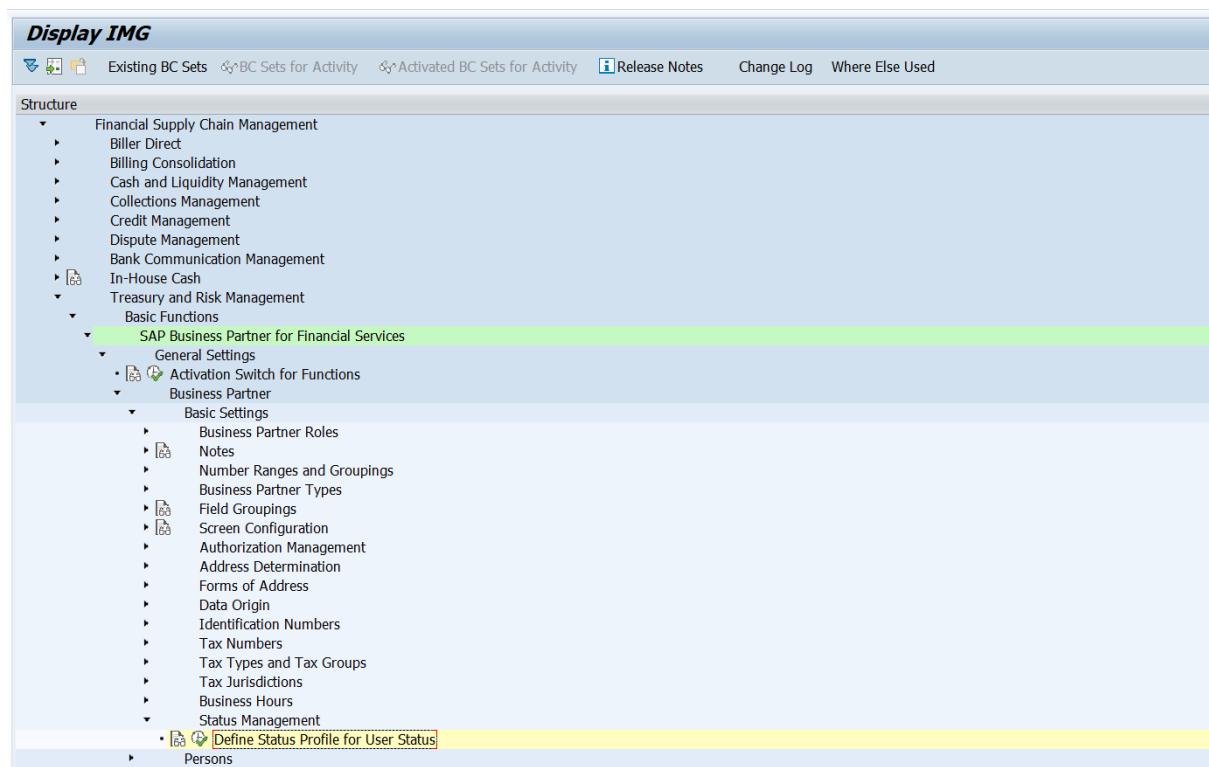 Display IMG
Existing BC Sets BC Sets for Activity Activated BC Sets for Activity Release Notes Change Log Where Else Used
Structure
Financial Supply Chain Management
Biller Direct
Billing Consolidation
Cash and Liquidity Management
Collections Management
Credit Management
Dispute Management
Bank Communication Management
In-House Cash
Treasury and Risk Management
Basic Functions
SAP Business Partner for Financial Services
General Settings
Activation Switch for Functions
Business Partner
Basic Settings
Business Partner Roles
Notes
Number Ranges and Groupings
Business Partner Types
Field Groupings
Screen Configuration
Authorization Management
Address Determination
Forms of Address
Data Origin
Identification Numbers
Tax Numbers
Tax Types and Tax Groups
Tax Jurisdictions
Business Hours
Status Management
Define Status Profile for User Status
Persons